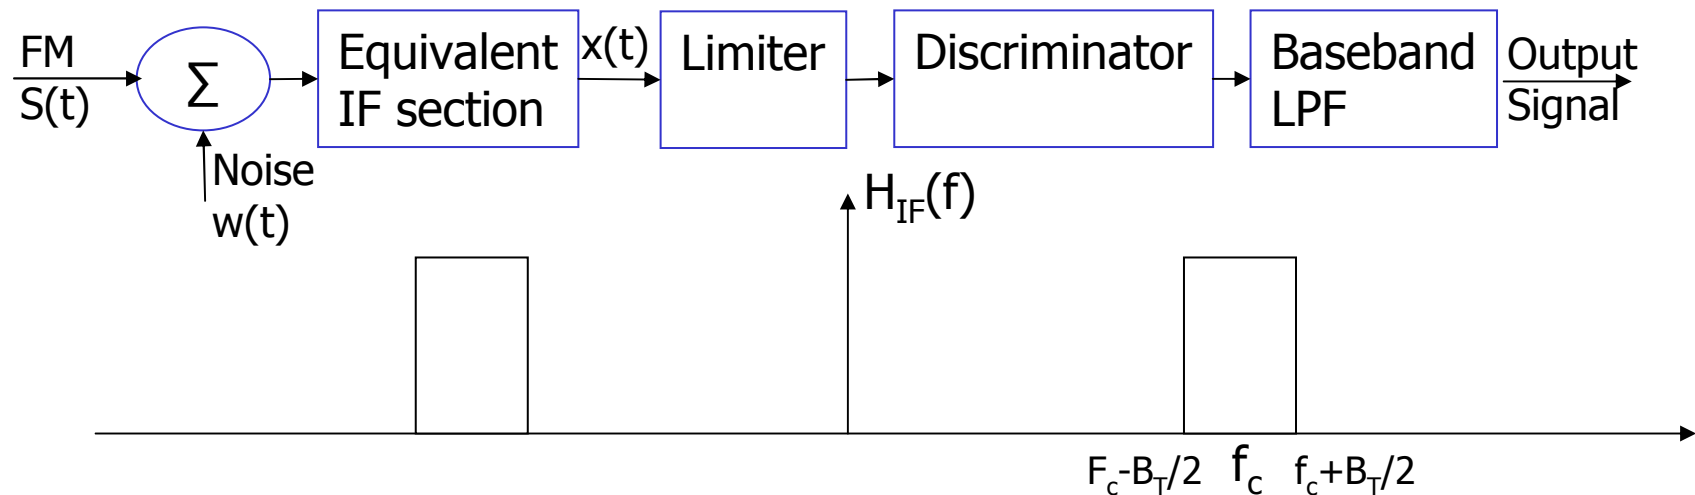 FM
S(t)
Σ
Noise
w(t)
Equivalent
IF section
x(t)
Limiter
Discriminator
Baseband
LPF
Output
Signal
H_IF(f)
F_c-B_T/2 f_c f_c+B_T/2